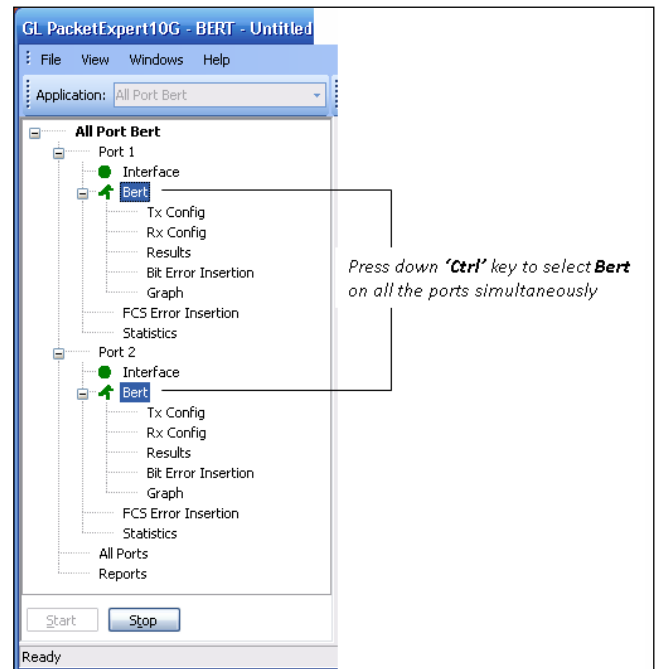 GL PacketExpert10G - BERT - Untitled
File View Windows Help
Application: All Port Bert
All Port Bert
Port 1
Interface
Bert
Tx Config
Rx Config
Results
Bit Error Insertion
Graph
FCS Error Insertion
Statistics
Port 2
Interface
Bert
Tx Config
Rx Config
Results
Bit Error Insertion
Graph
FCS Error Insertion
Statistics
All Ports
Reports
Press down ‘Ctrl’ key to select Bert
on all the ports simultaneously
Start Stop
Ready